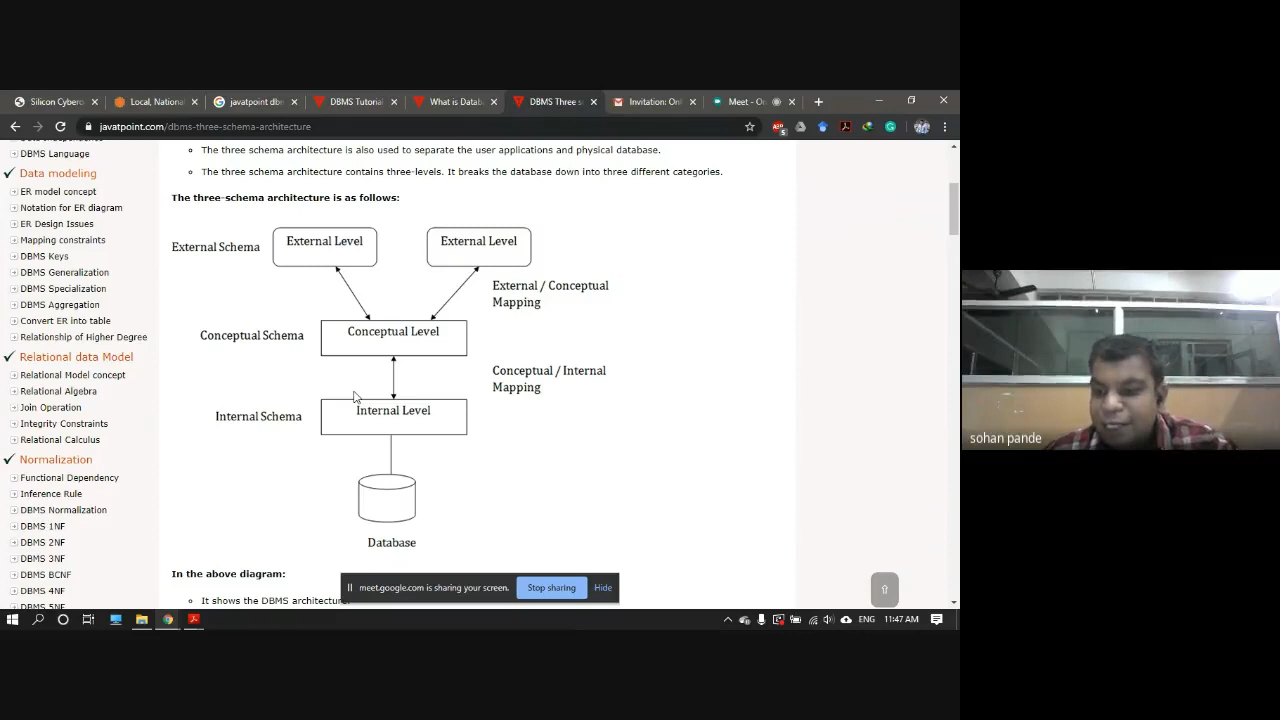 Silicon Cybero
Local, National
javatpoint dbm
DBMS Tutorial
What is Databa
DBMS Three s
Invitation: Onl
Meet - On
javatpoint.com/dbms-three-schema-architecture
DBMS Language
Data modeling
ER model concept
Notation for ER diagram
ER Design Issues
Mapping constraints
DBMS Keys
DBMS Generalization
DBMS Specialization
DBMS Aggregation
Convert ER into table
Relationship of Higher Degree
Relational data Model
Relational Model concept
Relational Algebra
Join Operation
Integrity Constraints
Relational Calculus
Normalization
Functional Dependency
Inference Rule
DBMS Normalization
DBMS 1NF
DBMS 2NF
DBMS 3NF
DBMS BCNF
DBMS 4NF
DBMS 5NF
The three schema architecture is also used to separate the user applications and physical database.
The three schema architecture contains three-levels. It breaks the database down into three different categories.
The three-schema architecture is as follows:
External Schema
External Level
External Level
External / Conceptual
Mapping
Conceptual Schema
Conceptual Level
Conceptual / Internal
Mapping
Internal Schema
Internal Level
Database
In the above diagram:
It shows the DBMS architecture.
meet.google.com is sharing your screen.
Stop sharing
Hide
ENG
11:47 AM
sohan pande